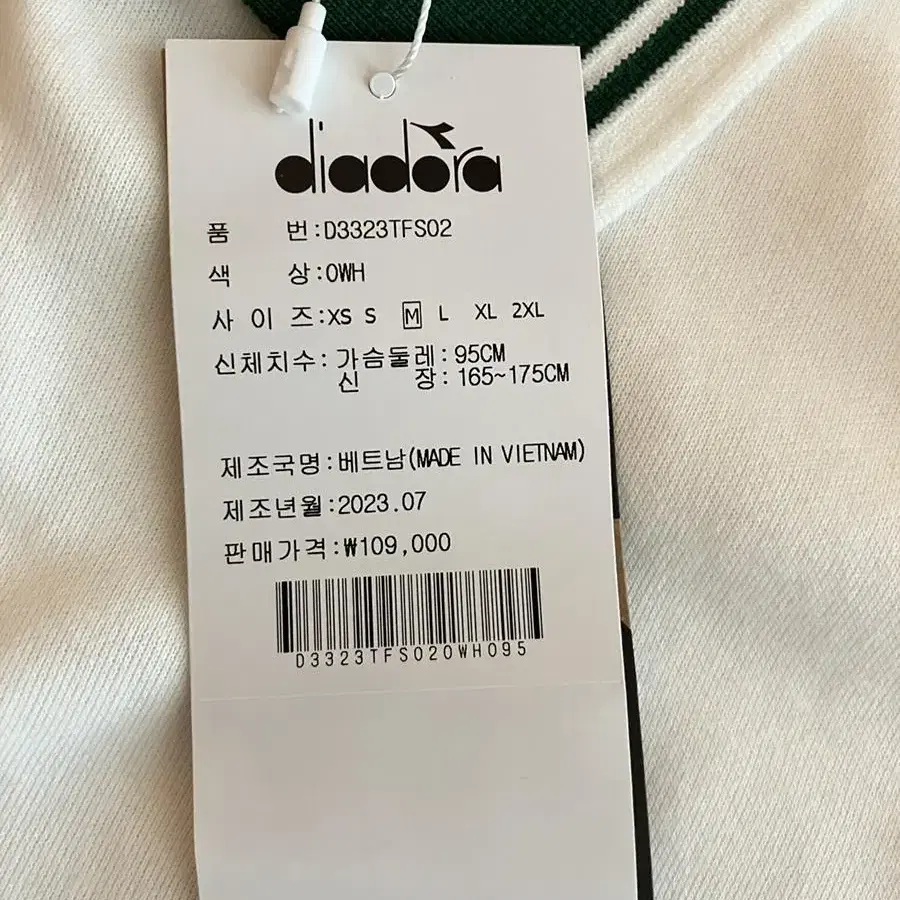 diadora
품 번:D3323TFS02
색 상:OWH
사 이 즈:XS S M L XL 2XL
신체치수: 가슴둘레: 95CM
신 장: 165~175CM
제조국명:베트남(MADE IN VIETNAM)
제조년월:2023.07
판매가격:₩109,000
D3323TFS02OWH095